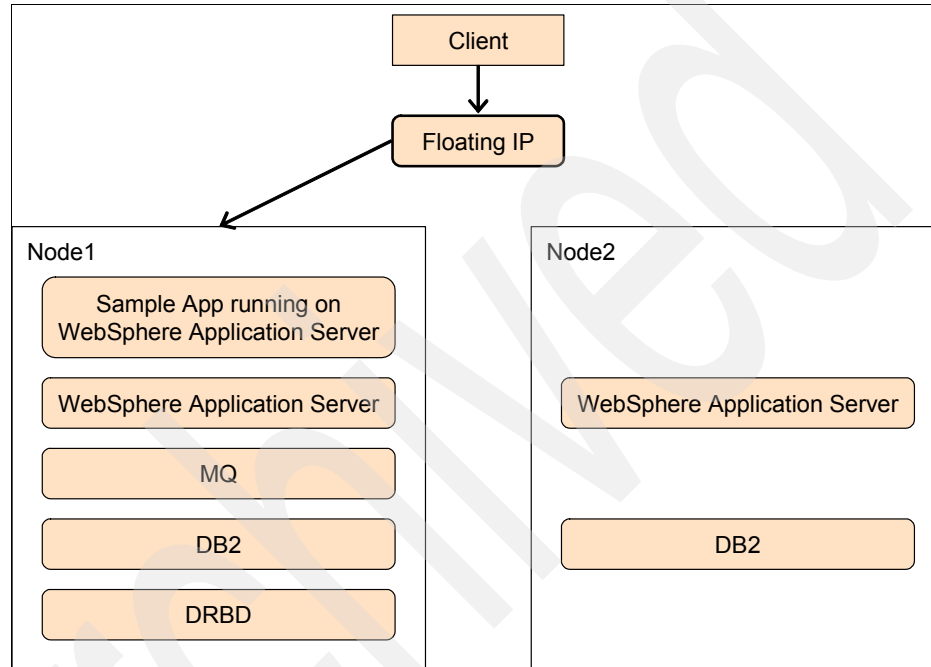 Client
Floating IP
Node1
Sample App running on
WebSphere Application Server
WebSphere Application Server
MQ
DB2
DRBD
Node2
WebSphere Application Server
DB2